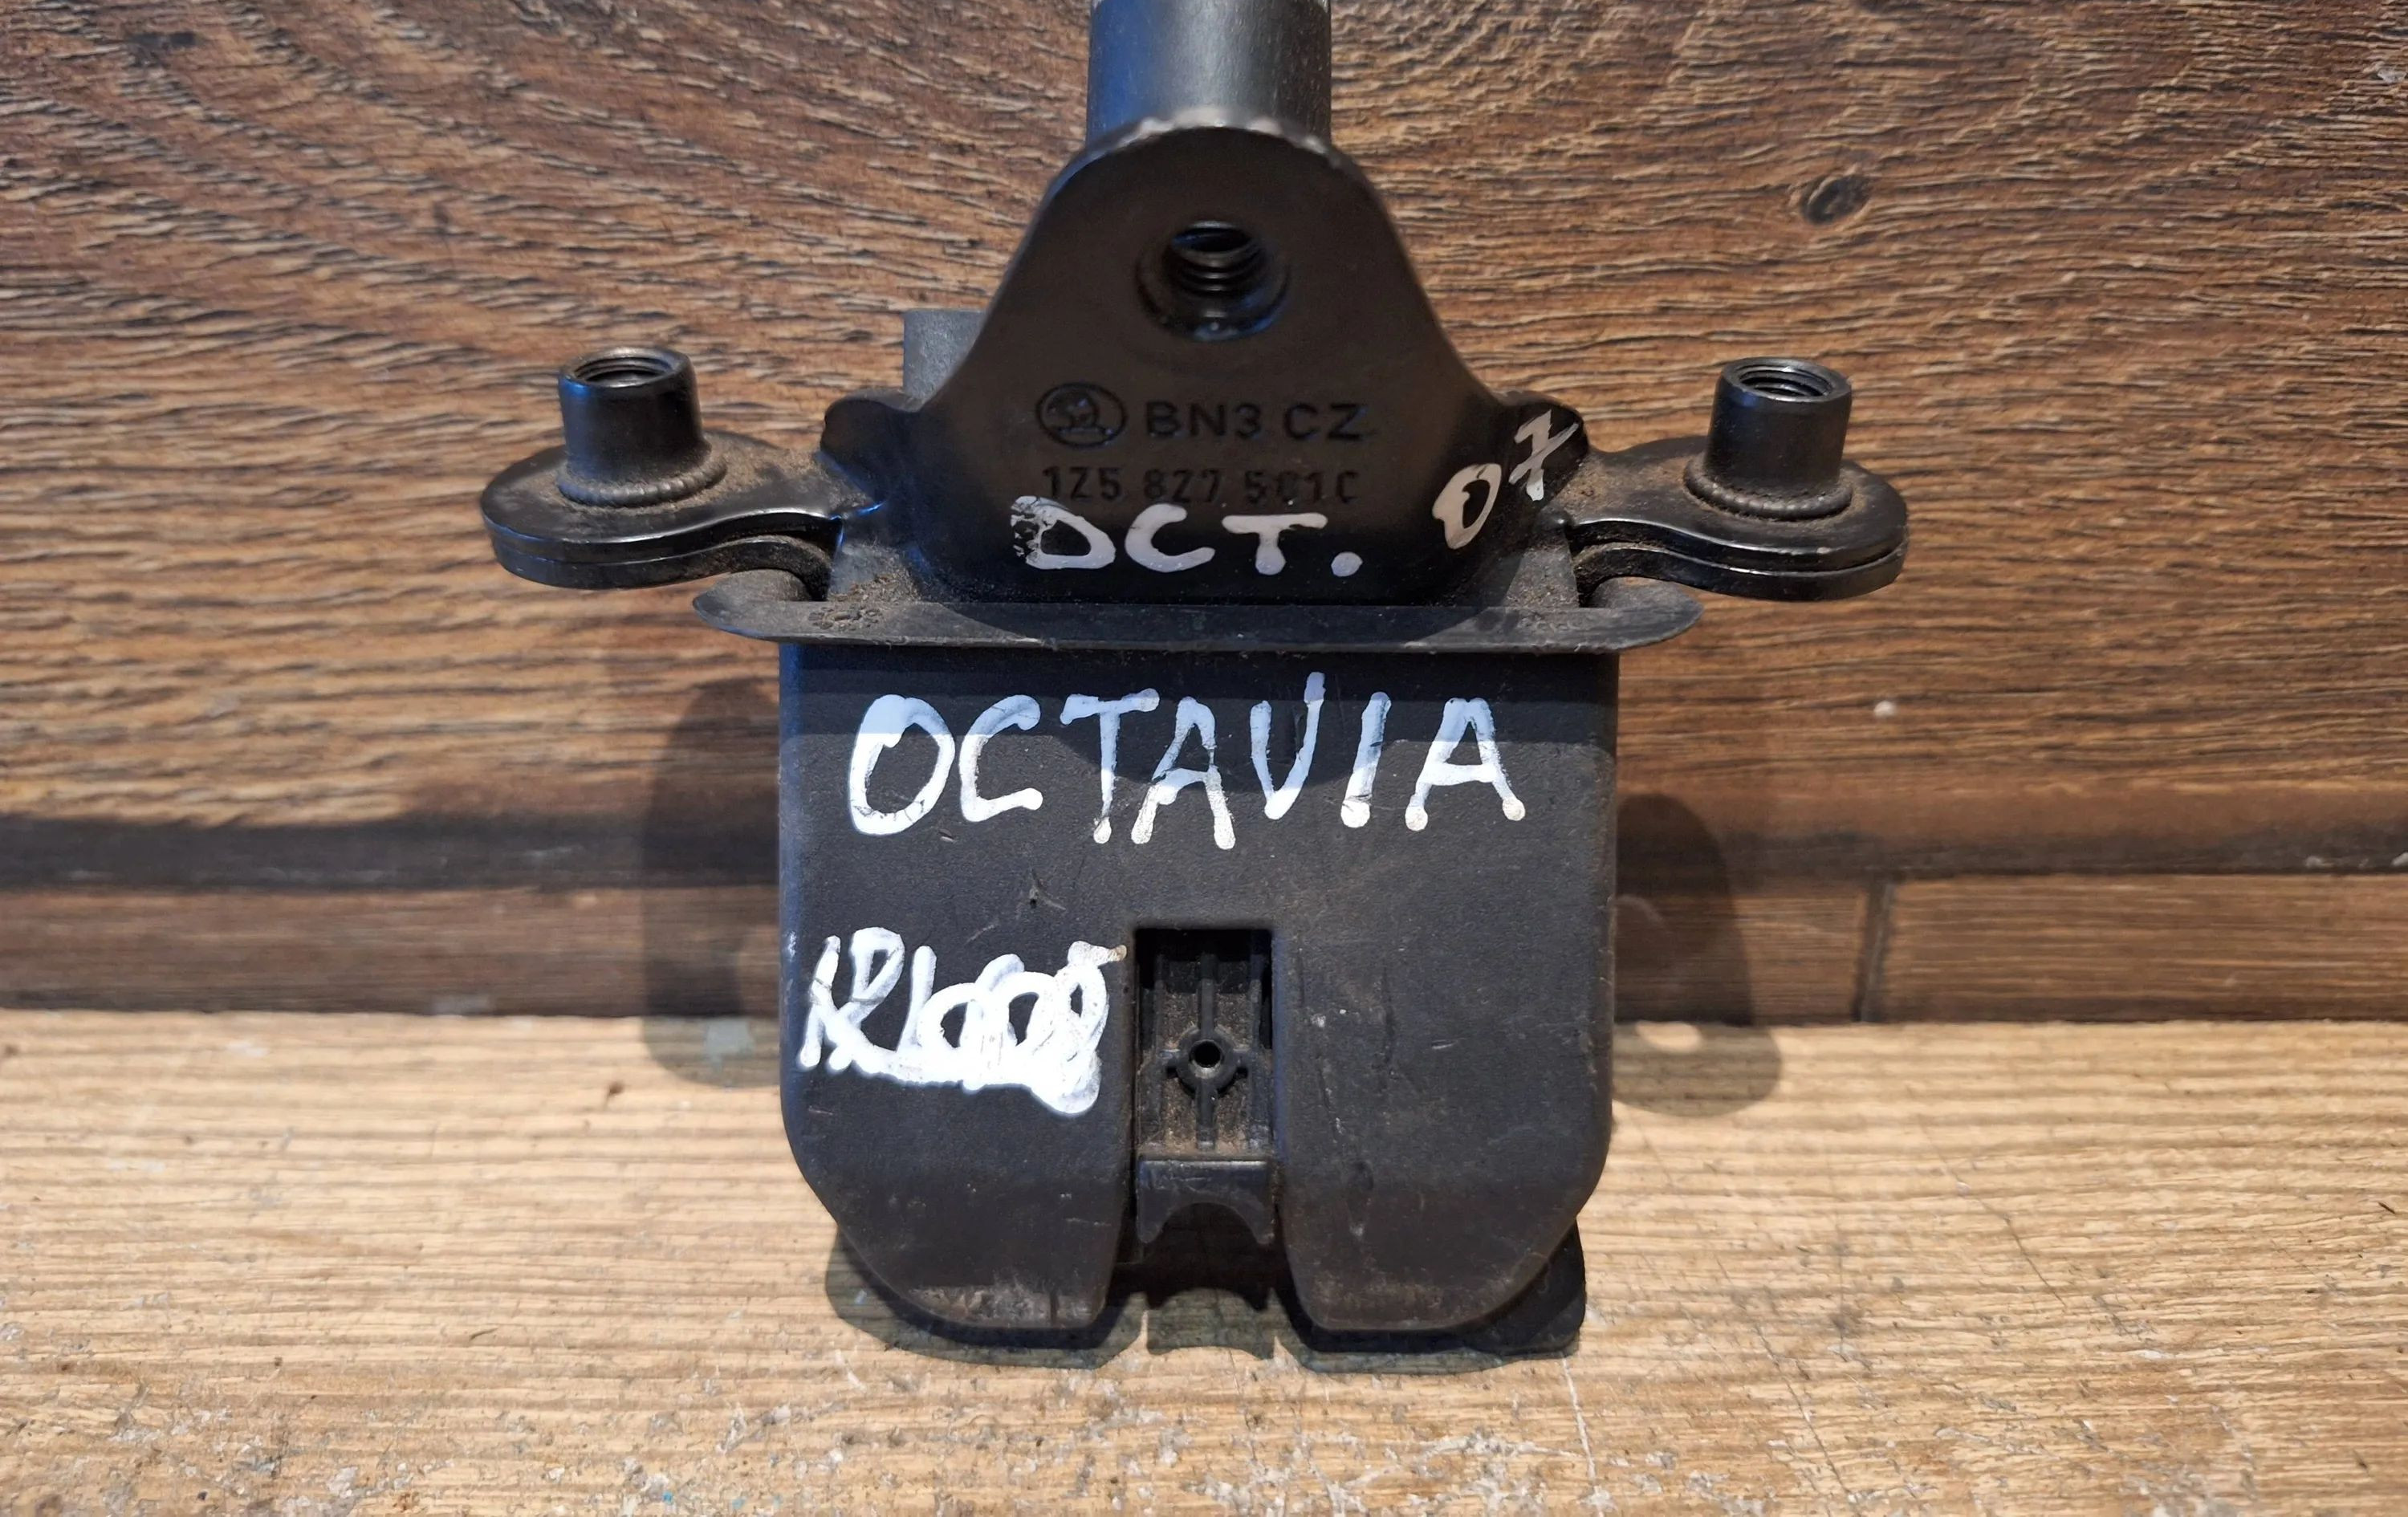 BN3 CZ
1Z5 827 501C
OCT. 07
OCTAVIA